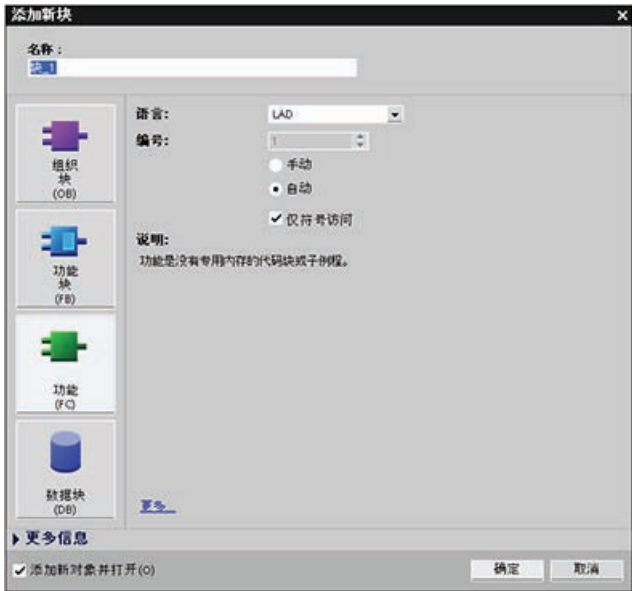 添加新块
名称：
块_1
组织
块
(OB)
功能
块
(FB)
功能
(FC)
数据块
(DB)
语言:
LAD
编号:
1
手动
自动
仅符号访问
说明:
功能是没有专用内存的代码块或子例程。
更多...
更多信息
添加新对象并打开(O)
确定
取消